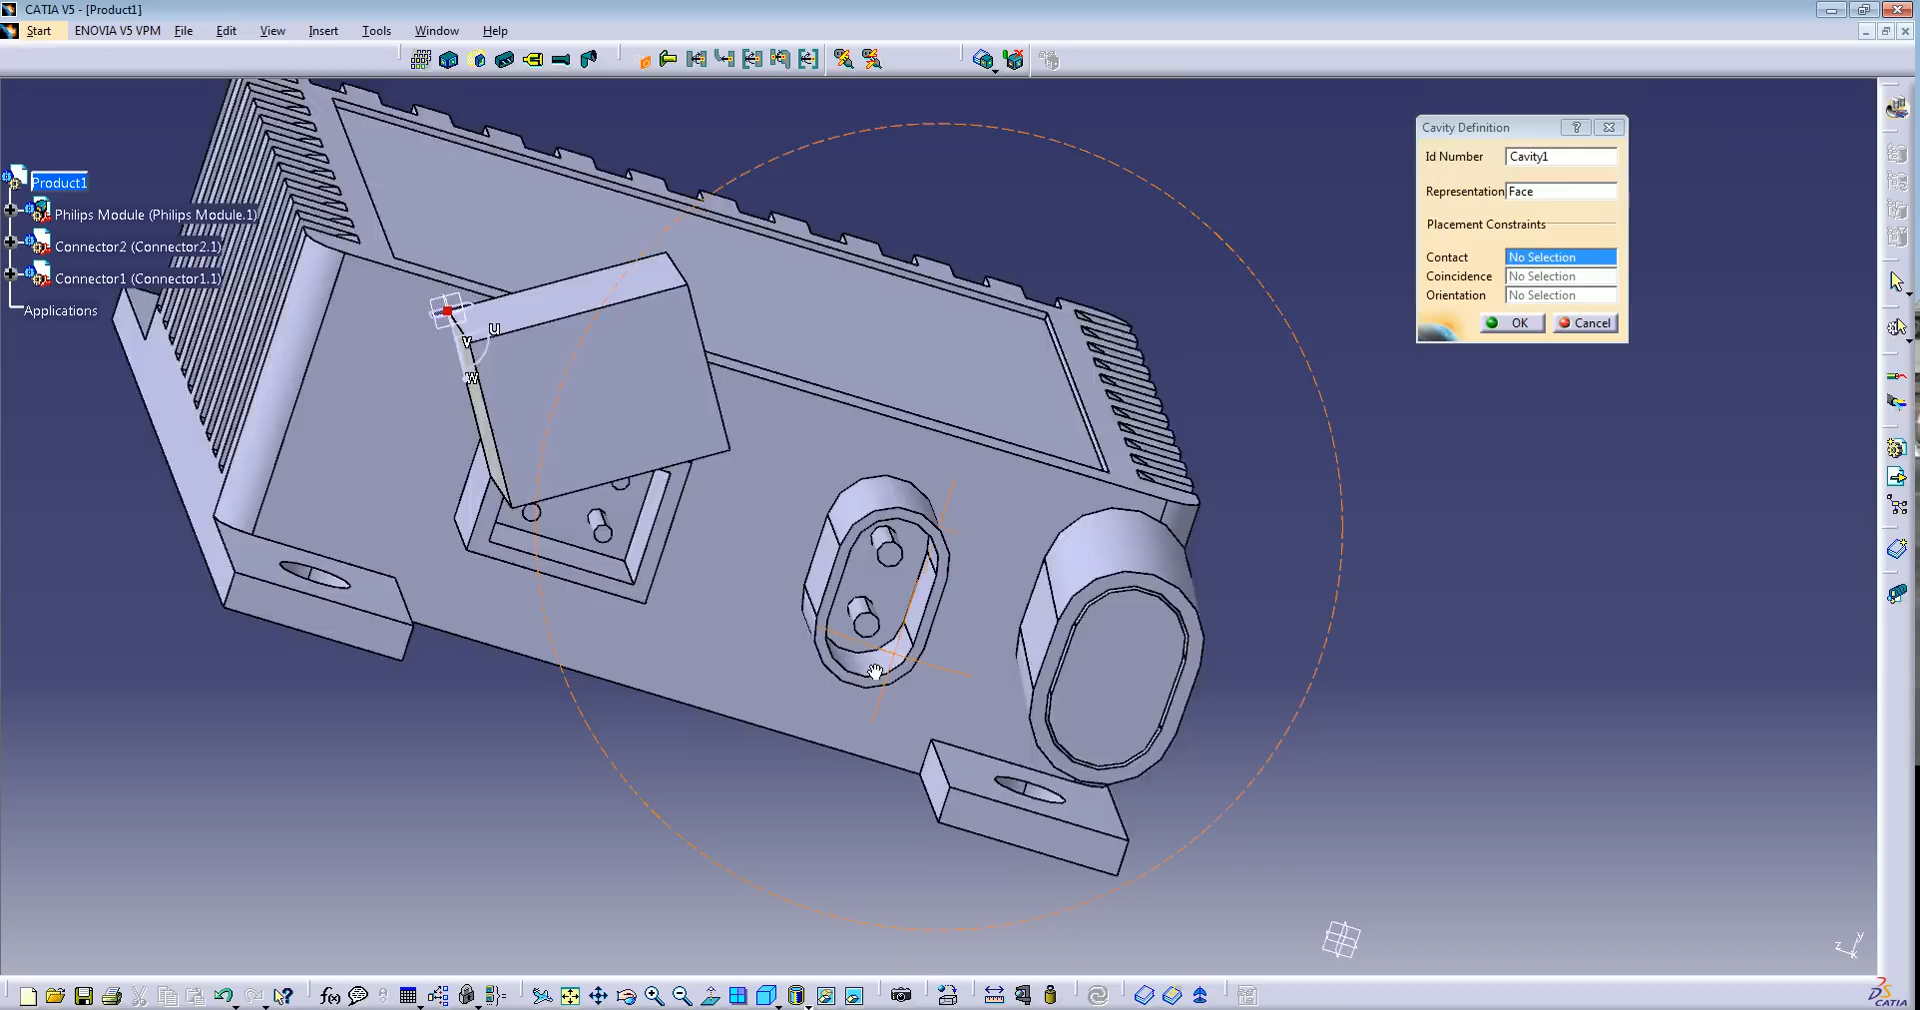 CATIA V5 - [Product1]
Start ENOVIA V5 VPM File Edit View Insert Tools Window Help
Product1
Philips Module (Philips Module.1)
Connector2 (Connector2.1)
Connector1 (Connector1.1)
Applications
u
v
w
Cavity Definition
Id Number Cavity1
Representation Face
Placement Constraints
Contact No Selection
Coincidence No Selection
Orientation No Selection
OK Cancel
y
z
x
f(x)
CATIA